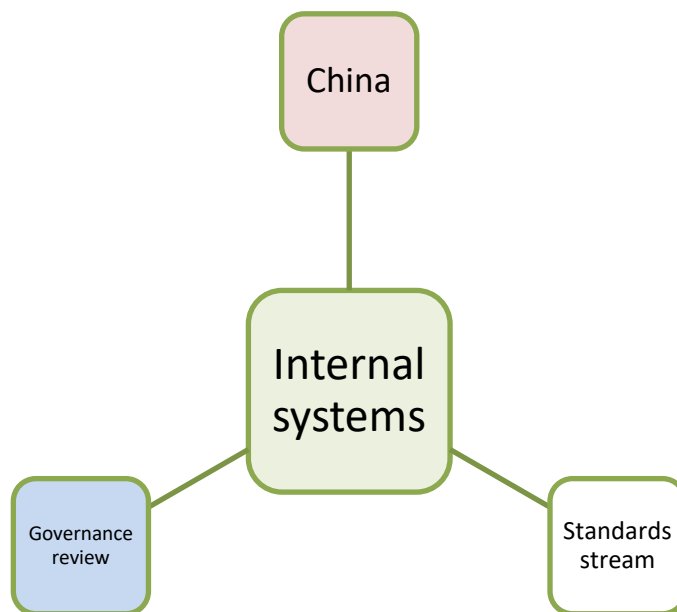 China
Internal
systems
Governance
review
Standards
stream